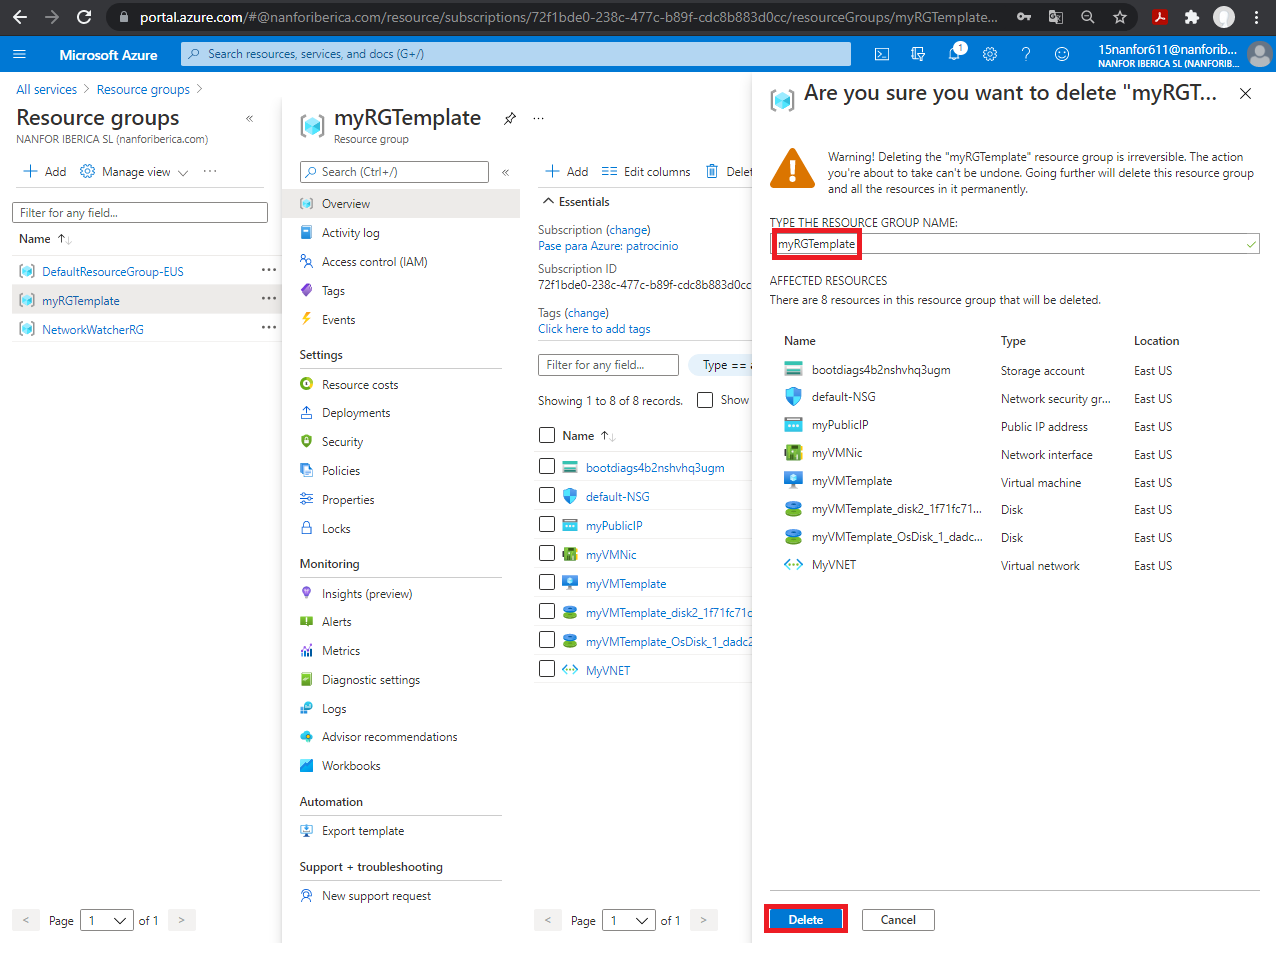 portal.azure.com/#@nanforiberica.com/resource/subscriptions/72f1bde0-238c-477c-b89f-cdc8b883d0cc/resourceGroups/myRGTemplate...
Microsoft Azure
Search resources, services, and docs (G+/)
1
15nanfor611@nanforib...
NANFOR IBERICA SL (NANFORIB...
All services > Resource groups >
Resource groups
«
NANFOR IBERICA SL (nanforiberica.com)
Add
Manage view
...
Filter for any field...
Name ↑↓
DefaultResourceGroup-EUS ...
myRGTemplate ...
NetworkWatcherRG ...
Page 1 of 1
myRGTemplate
...
Resource group
Search (Ctrl+/)
«
Overview
Activity log
Access control (IAM)
Tags
Events
Settings
Resource costs
Deployments
Security
Policies
Properties
Locks
Monitoring
Insights (preview)
Alerts
Metrics
Diagnostic settings
Logs
Advisor recommendations
Workbooks
Automation
Export template
Support + troubleshooting
New support request
Add
Edit columns
Delet
Essentials
Subscription (change)
Pase para Azure: patrocinio
Subscription ID
72f1bde0-238c-477c-b89f-cdc8b883d0cc
Tags (change)
Click here to add tags
Filter for any field...
Type == a
Showing 1 to 8 of 8 records.
Show
Name ↑↓
bootdiags4b2nshvhq3ugm
default-NSG
myPublicIP
myVMNic
myVMTemplate
myVMTemplate_disk2_1f71fc71c
myVMTemplate_OsDisk_1_dadc2
MyVNET
< Page 1 of 1 >
Are you sure you want to delete "myRGT...
Warning! Deleting the "myRGTemplate" resource group is irreversible. The action
you're about to take can't be undone. Going further will delete this resource group
and all the resources in it permanently.
TYPE THE RESOURCE GROUP NAME:
myRGTemplate
AFFECTED RESOURCES
There are 8 resources in this resource group that will be deleted.
Name Type Location
bootdiags4b2nshvhq3ugm Storage account East US
default-NSG Network security gr... East US
myPublicIP Public IP address East US
myVMNic Network interface East US
myVMTemplate Virtual machine East US
myVMTemplate_disk2_1f71fc71... Disk East US
myVMTemplate_OsDisk_1_dadc... Disk East US
MyVNET Virtual network East US
Delete
Cancel